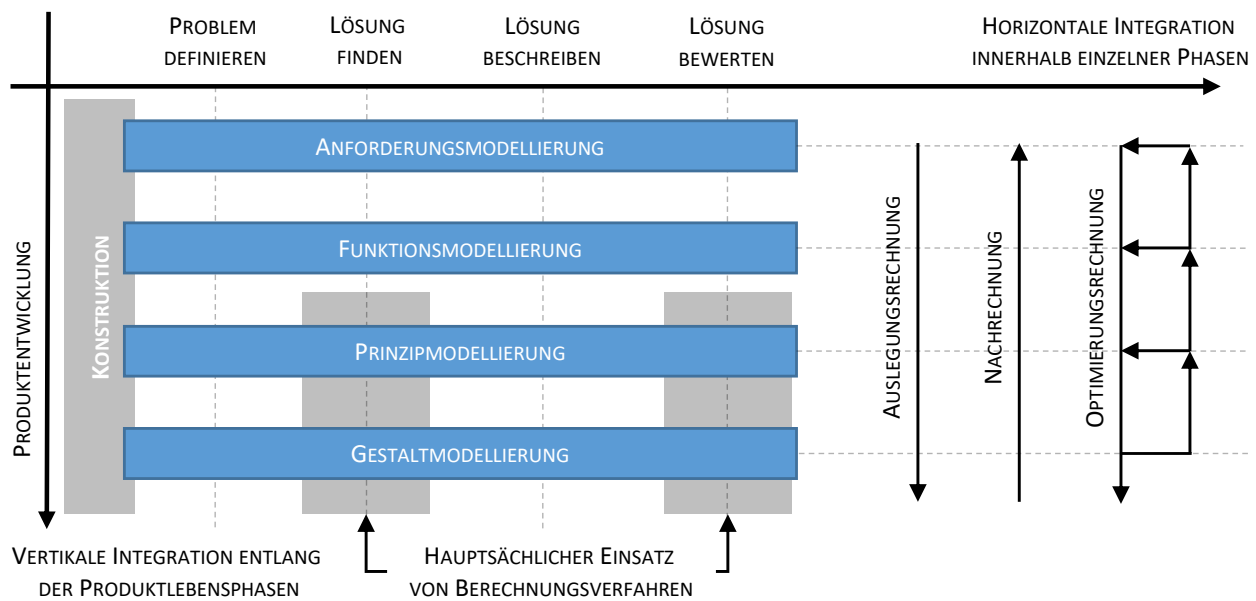 PROBLEM
DEFINIEREN
LÖSUNG
FINDEN
LÖSUNG
BESCHREIBEN
LÖSUNG
BEWERTEN
HORIZONTALE INTEGRATION
INNERHALB EINZELNER PHASEN
PRODUKTENTWICKLUNG
KONSTRUKTION
ANFORDERUNGSMODELLIERUNG
FUNKTIONSMODELLIERUNG
PRINZIPMODELLIERUNG
GESTALTMODELLIERUNG
AUSLEGUNGSRECHNUNG
NACHRECHNUNG
OPTIMIERUNGSRECHNUNG
VERTIKALE INTEGRATION ENTLANG
DER PRODUKTLEBENSPHASEN
HAUPTSÄCHLICHER EINSATZ
VON BERECHNUNGSVERFAHREN